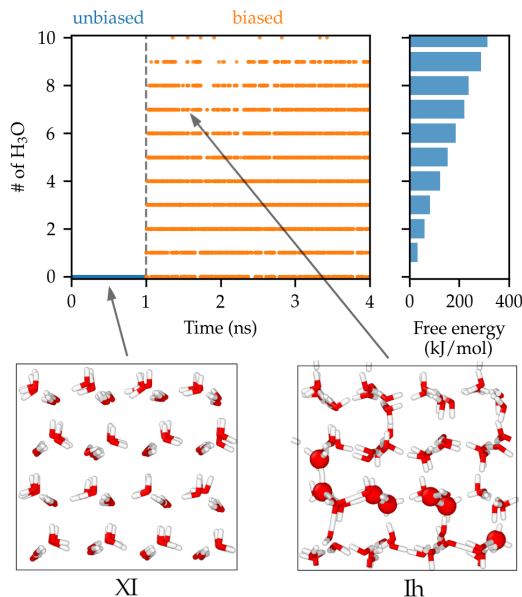 unbiased biased
10
8
6
4
2
0
# of H₃O
0 1 2 3 4
Time (ns)
0 200 400
Free energy
(kJ/mol)
XI Ih